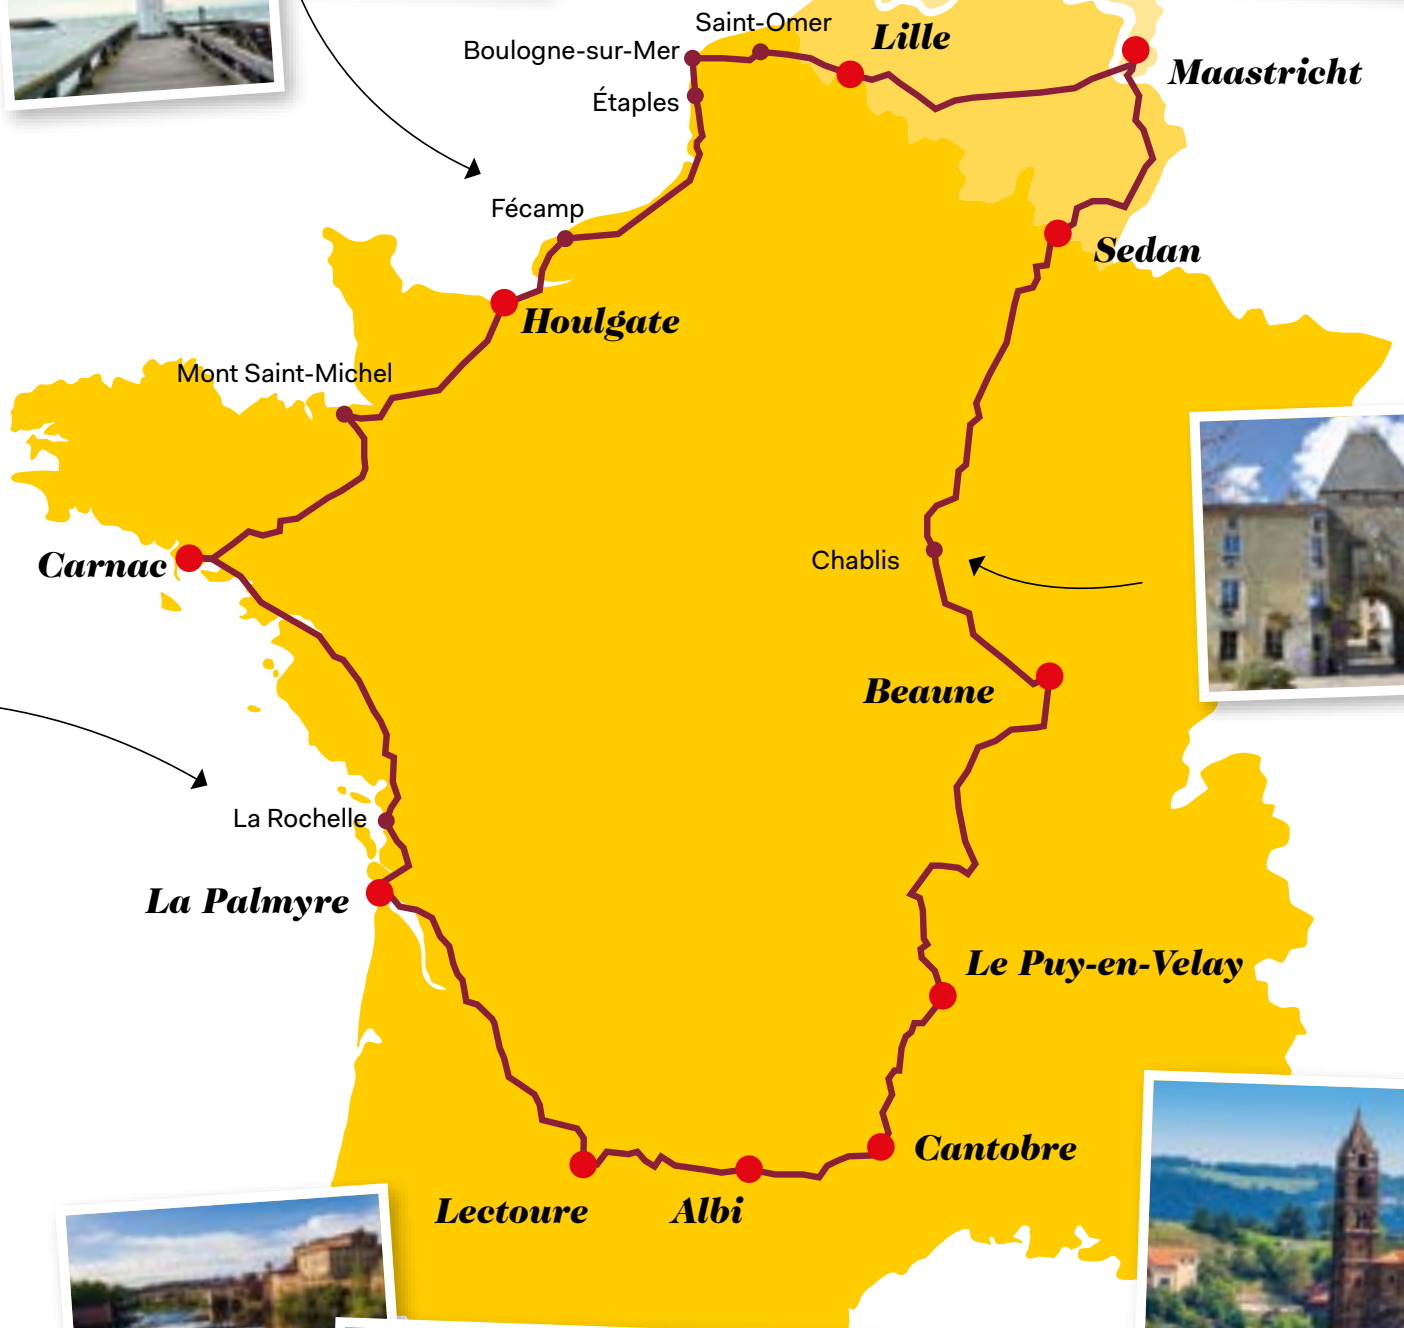 Saint-Omer
Lille
Boulogne-sur-Mer
Maastricht
Étaples
Fécamp
Sedan
Houlgate
Mont Saint-Michel
Carnac
Chablis
Beaune
La Rochelle
La Palmyre
Le Puy-en-Velay
Cantobre
Lectoure
Albi